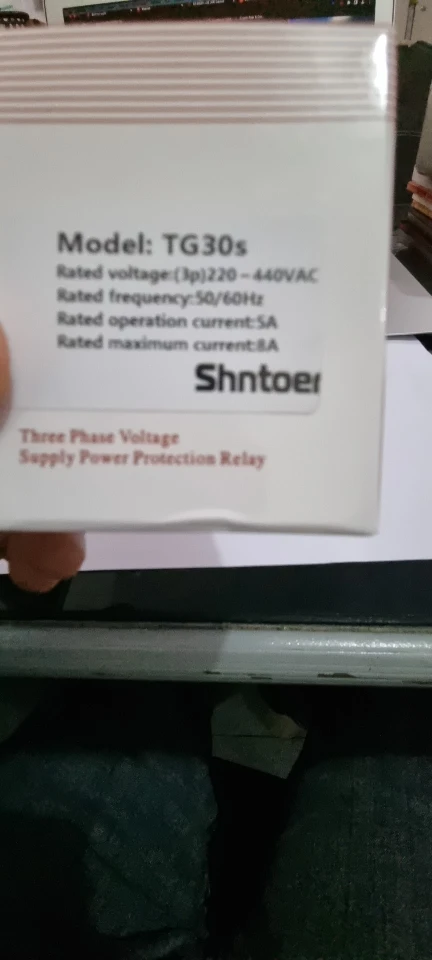 Model: TG30s
Rated voltage:(3p)220-440VAC
Rated frequency:50/60Hz
Rated operation current:5A
Rated maximum current:8A
Shntoer
Three Phase Voltage
Supply Power Protection Relay